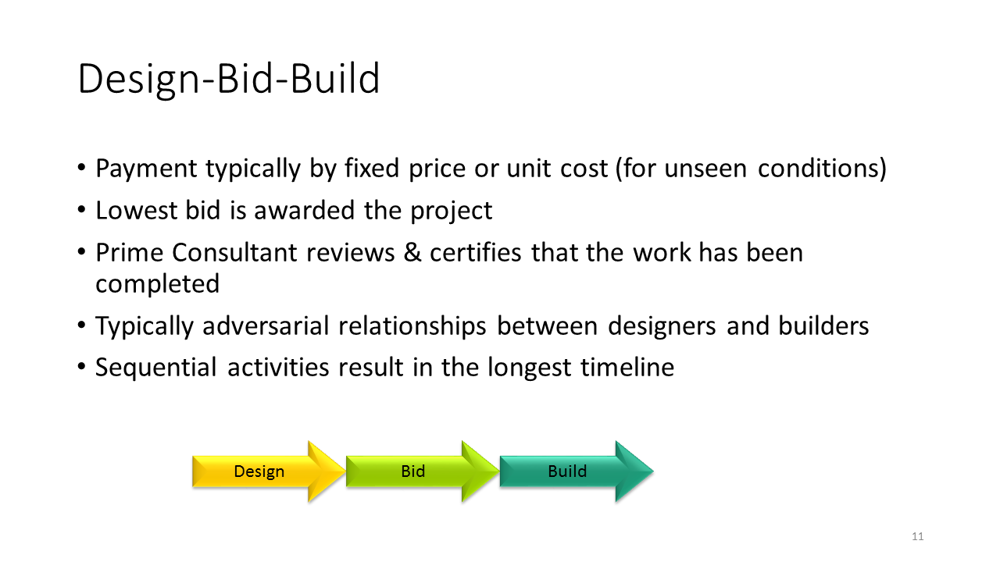 Design-Bid-Build
• Payment typically by fixed price or unit cost (for unseen conditions)
• Lowest bid is awarded the project
• Prime Consultant reviews & certifies that the work has been
completed
• Typically adversarial relationships between designers and builders
• Sequential activities result in the longest timeline
Design Bid Build
11